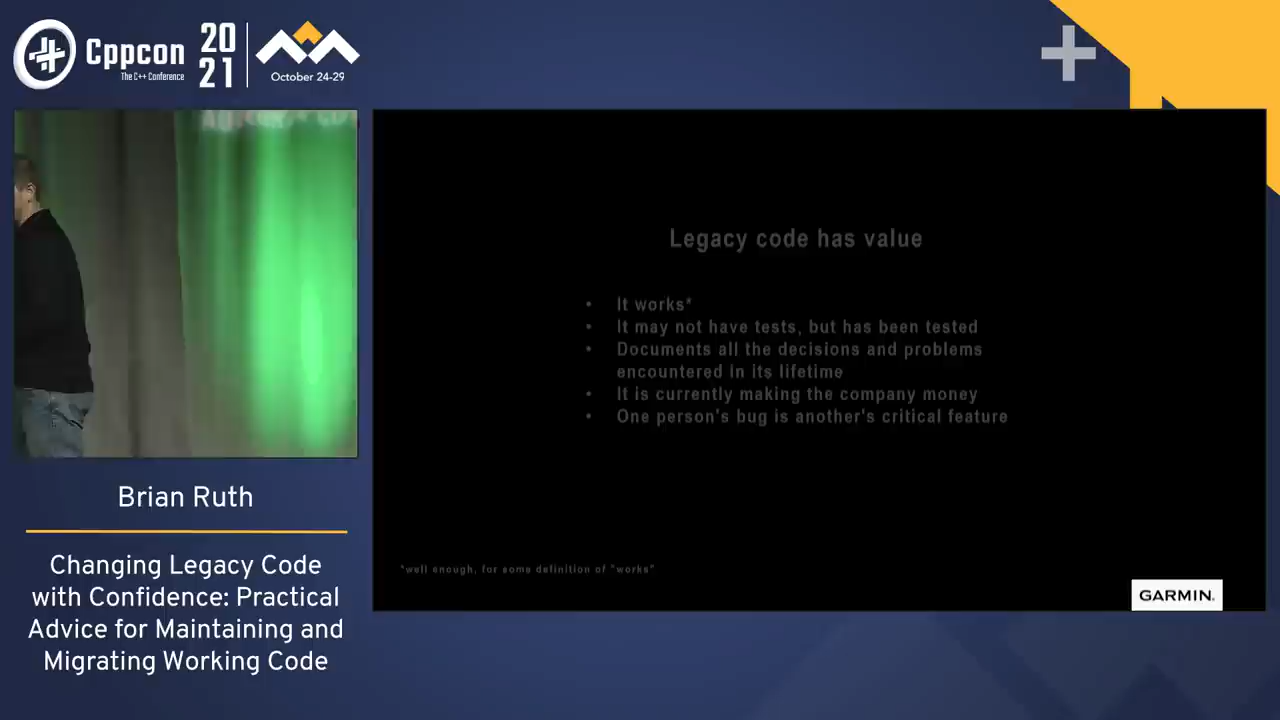 Cppcon
The C++ Conference
20
21
October 24-29
Legacy code has value
• It works*
• It may not have tests, but has been tested
• Documents all the decisions and problems
encountered in its lifetime
• It is currently making the company money
• One person's bug is another's critical feature
*well enough, for some definition of "works"
GARMIN.
Brian Ruth
Changing Legacy Code
with Confidence: Practical
Advice for Maintaining and
Migrating Working Code